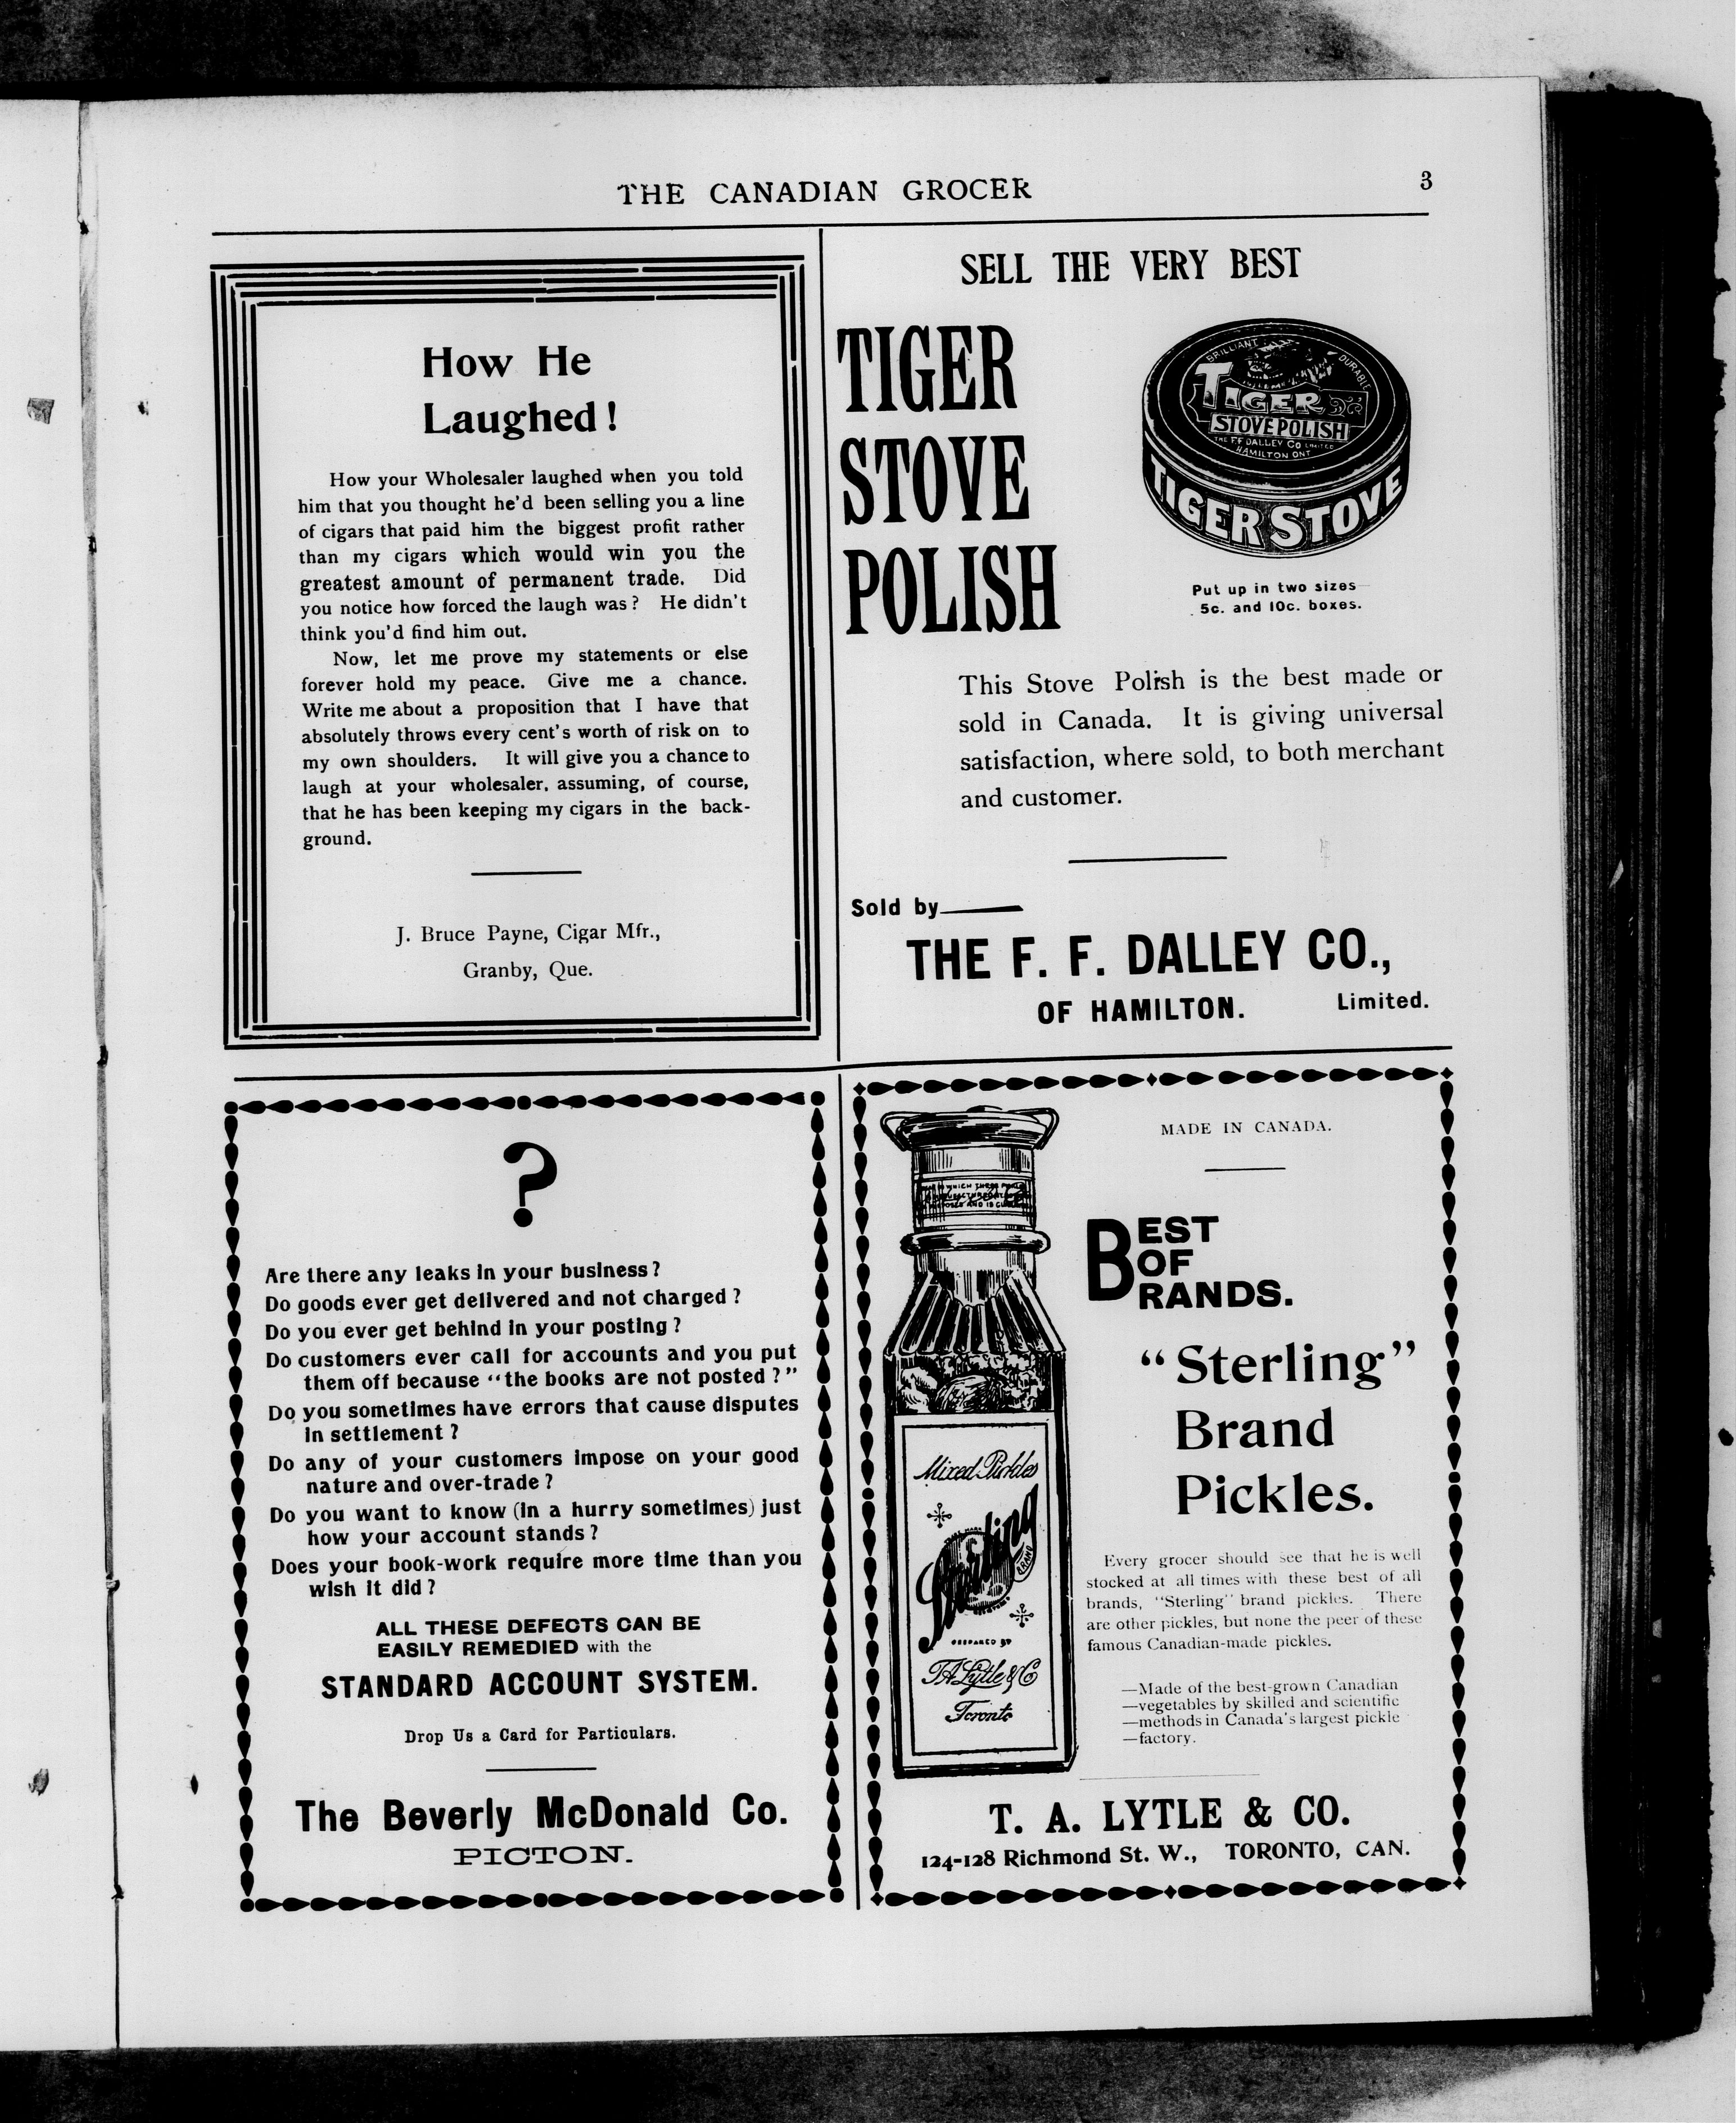 THE CANADIAN GROCER
3
How He
Laughed!
How your Wholesaler laughed when you told
him that you thought he'd been selling you a line
of cigars that paid him the biggest profit rather
than my cigars which would win you the
greatest amount of permanent trade. Did
you notice how forced the laugh was? He didn't
think you'd find him out.
Now, let me prove my statements or else
forever hold my peace. Give me a chance.
Write me about a proposition that I have that
absolutely throws every cent's worth of risk on to
my own shoulders. It will give you a chance to
laugh at your wholesaler, assuming, of course,
that he has been keeping my cigars in the back-
ground.
J. Bruce Payne, Cigar Mfr.,
Granby, Que.
SELL THE VERY BEST
TIGER
STOVE
POLISH
BRILLIANT DURABLE
TIGER
STOVE POLISH
THE F.F. DALLEY CO LIMITED
HAMILTON ONT
TIGER STOVE
Put up in two sizes
5c. and 10c. boxes.
This Stove Polish is the best made or
sold in Canada. It is giving universal
satisfaction, where sold, to both merchant
and customer.
Sold by
THE F. F. DALLEY CO.,
OF HAMILTON. Limited.
?
Are there any leaks in your business?
Do goods ever get delivered and not charged?
Do you ever get behind in your posting?
Do customers ever call for accounts and you put
them off because "the books are not posted?"
Do you sometimes have errors that cause disputes
in settlement?
Do any of your customers impose on your good
nature and over-trade?
Do you want to know (in a hurry sometimes) just
how your account stands?
Does your book-work require more time than you
wish it did?
ALL THESE DEFECTS CAN BE
EASILY REMEDIED with the
STANDARD ACCOUNT SYSTEM.
Drop Us a Card for Particulars.
The Beverly McDonald Co.
PICTON.
MADE IN CANADA.
BEST
OF
BRANDS.
"Sterling"
Brand
Pickles.
Every grocer should see that he is well
stocked at all times with these best of all
brands, "Sterling" brand pickles. There
are other pickles, but none the peer of these
famous Canadian-made pickles.
—Made of the best-grown Canadian
—vegetables by skilled and scientific
—methods in Canada's largest pickle
—factory.
Mixed Pickles
Sterling
BRAND
PREPARED BY
T.A. Lytle & Co
Toronto
T. A. LYTLE & CO.
124-128 Richmond St. W., TORONTO, CAN.